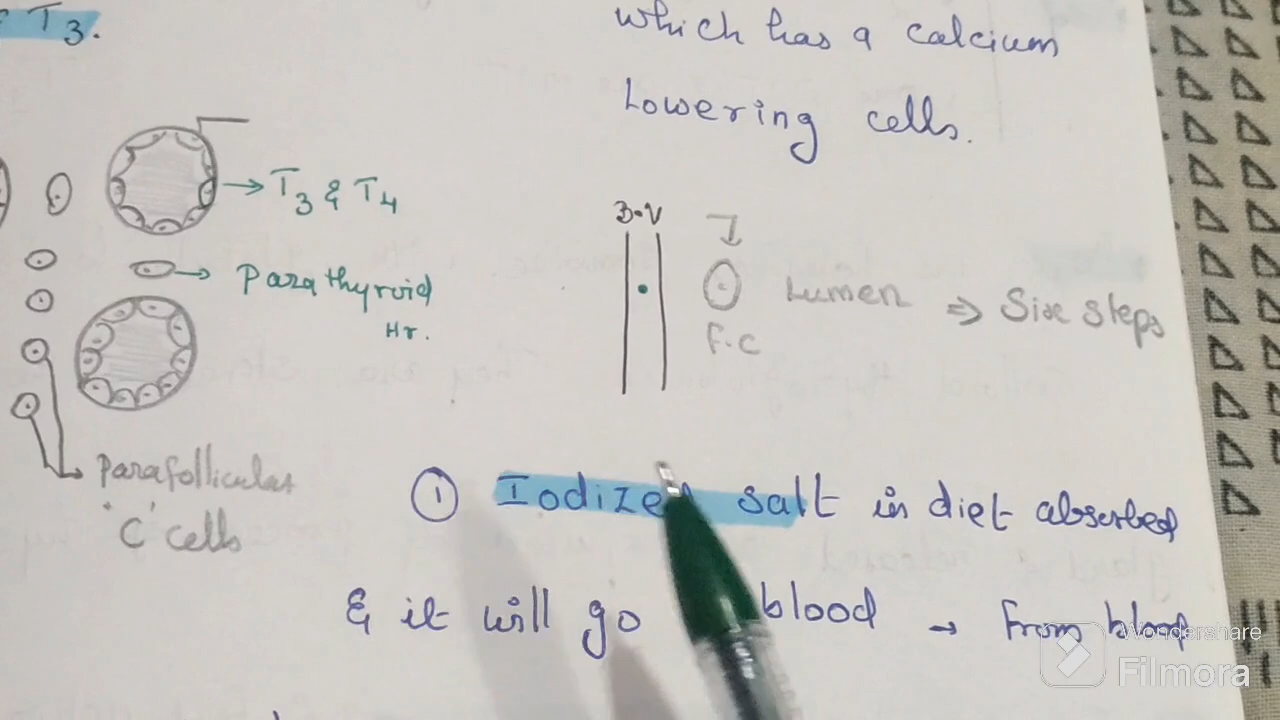 T3.
which has a calcium
Lowering cells.
T3 & T4
Parathyroid
Hr.
Parafollicular
'C' cells
B.V
F.C
Lumen ⇒ Six steps
① Iodized salt in diet absorbed
& it will go blood → from blood
Wondershare
Filmora